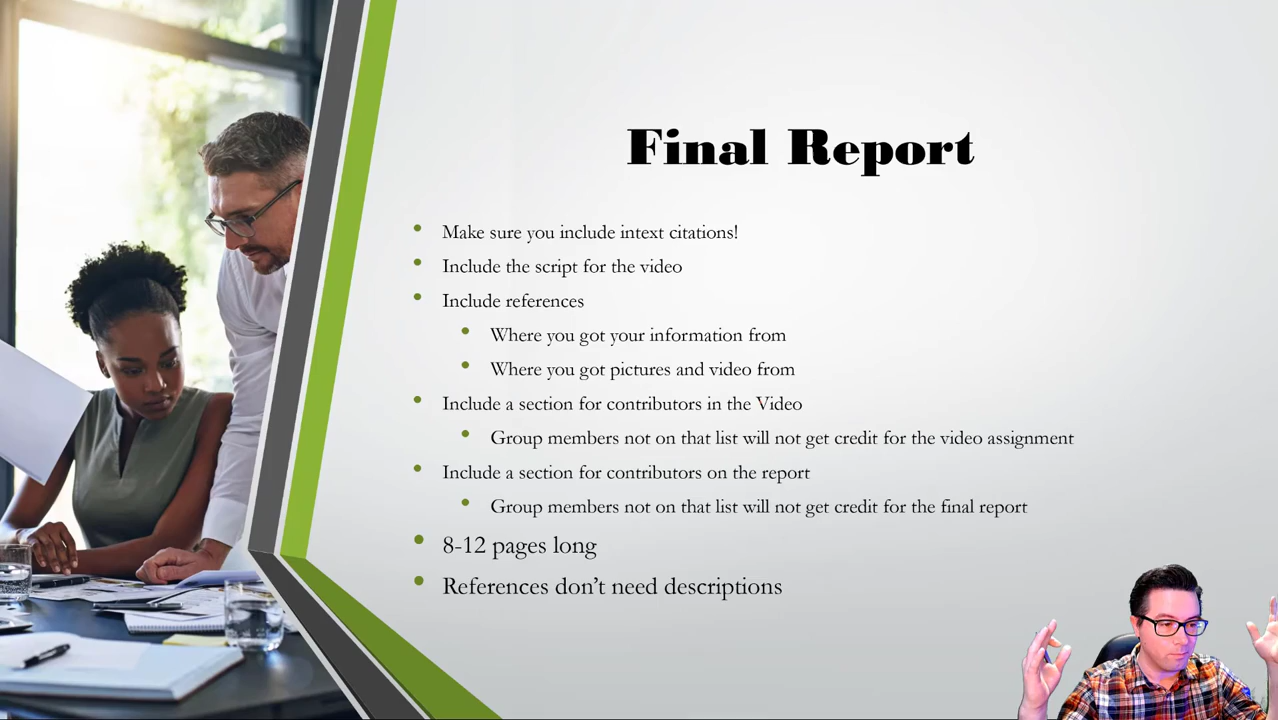 Final Report
Make sure you include intext citations!
Include the script for the video
Include references
Where you got your information from
Where you got pictures and video from
Include a section for contributors in the Video
Group members not on that list will not get credit for the video assignment
Include a section for contributors on the report
Group members not on that list will not get credit for the final report
8-12 pages long
References don’t need descriptions